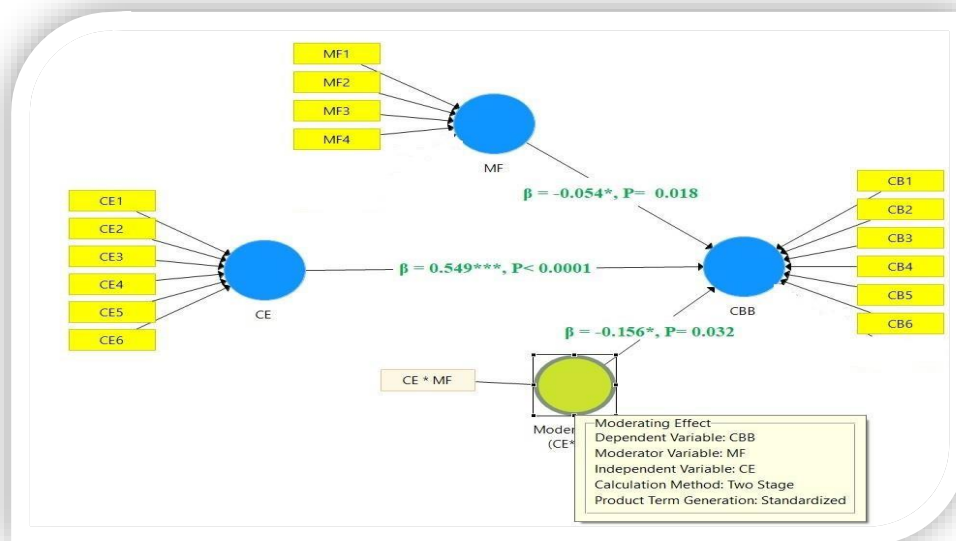 MF1
MF2
MF3
MF4
MF
β = -0.054*, P= 0.018
CE1
CE2
CE3
CE4
CE5
CE6
CE
β = 0.549***, P< 0.0001
CB1
CB2
CB3
CB4
CB5
CB6
CBB
β = -0.156*, P= 0.032
CE * MF
Moder
(CE*
Moderating Effect
Dependent Variable: CBB
Moderator Variable: MF
Independent Variable: CE
Calculation Method: Two Stage
Product Term Generation: Standardized